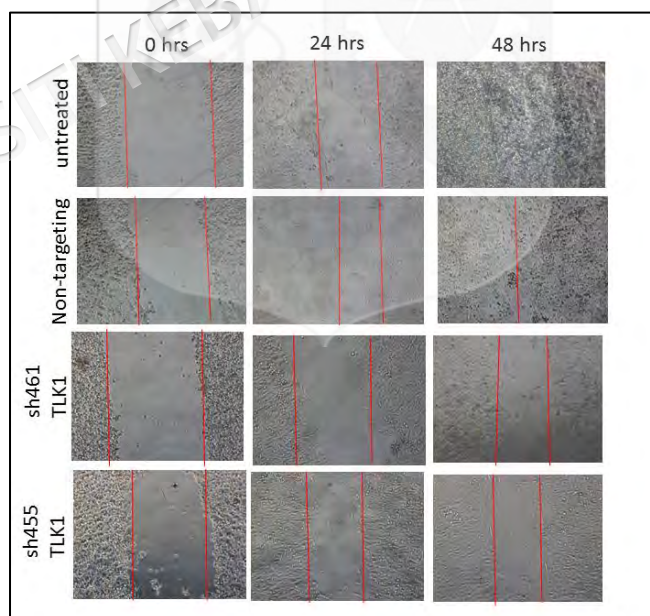 0 hrs
24 hrs
48 hrs
untreated
Non-targeting
sh461
TLK1
sh455
TLK1